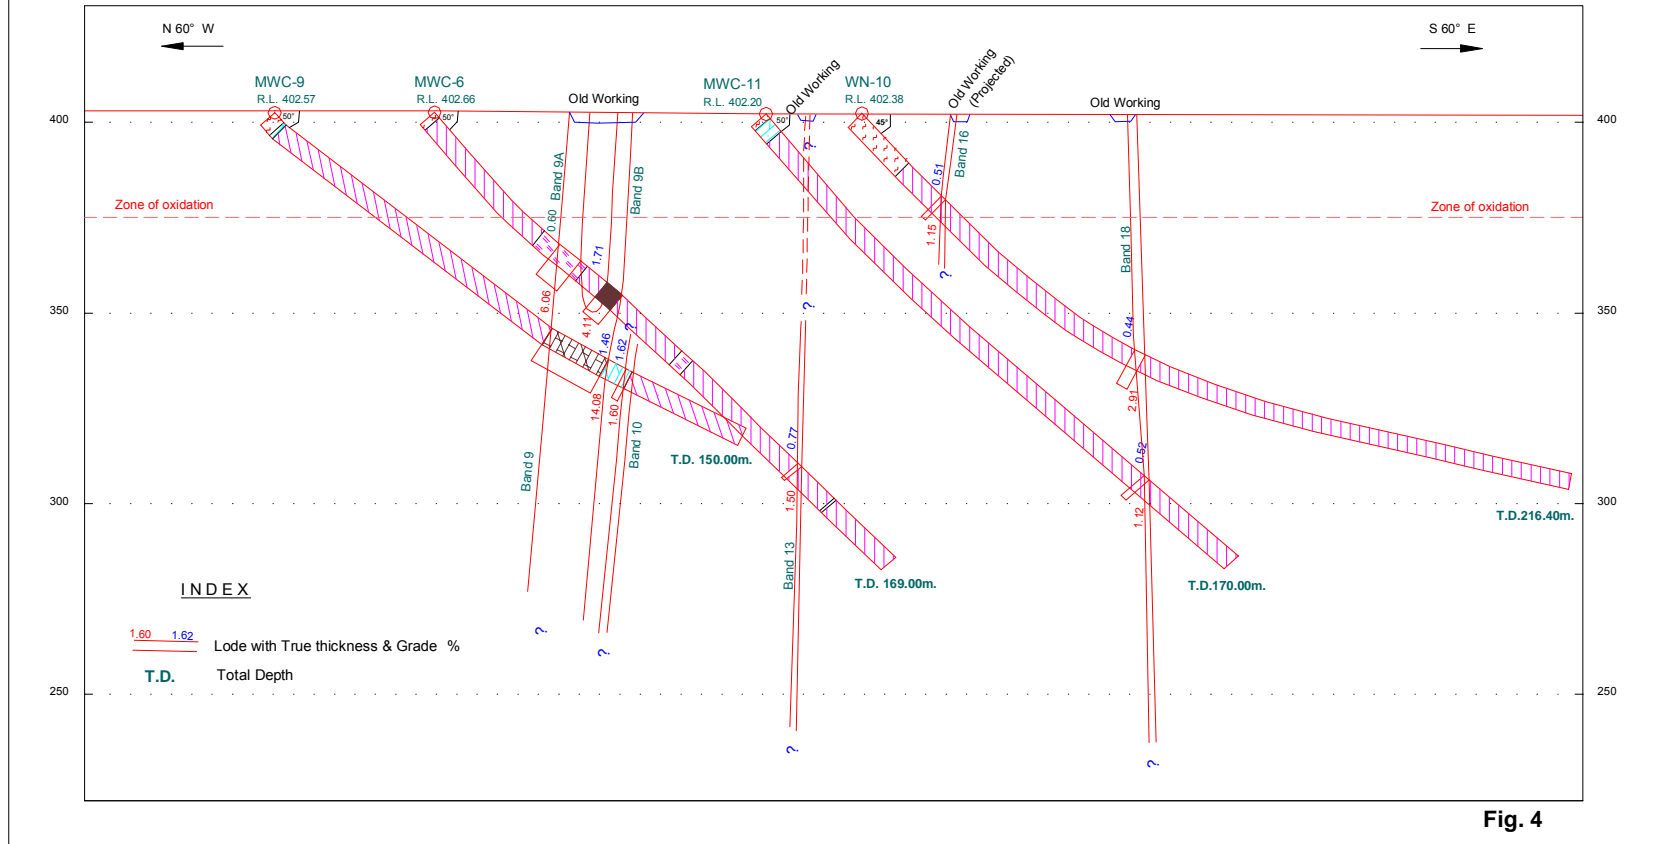 N 60° W
S 60° E
MWC-9
R.L. 402.57
50°
MWC-6
R.L. 402.66
50°
Old Working
MWC-11
R.L. 402.20
50°
Old Working
WN-10
R.L. 402.38
45°
Old Working
(Projected)
Old Working
400
400
?
Band 9A
0.60
Band 9B
0.51
Band 16
Zone of oxidation
Zone of oxidation
1.15
Band 18
1.71
?
6.06
350
?
350
4.11
?
1.46
1.62
0.44
14.08
1.60
2.91
Band 9
Band 10
T.D. 150.00m.
0.77
0.52
300
1.50
1.12
300
T.D.216.40m.
Band 13
T.D. 169.00m.
T.D.170.00m.
INDEX
1.60 1.62
Lode with True thickness & Grade %
T.D. Total Depth
?
?
250
250
?
?
Fig. 4